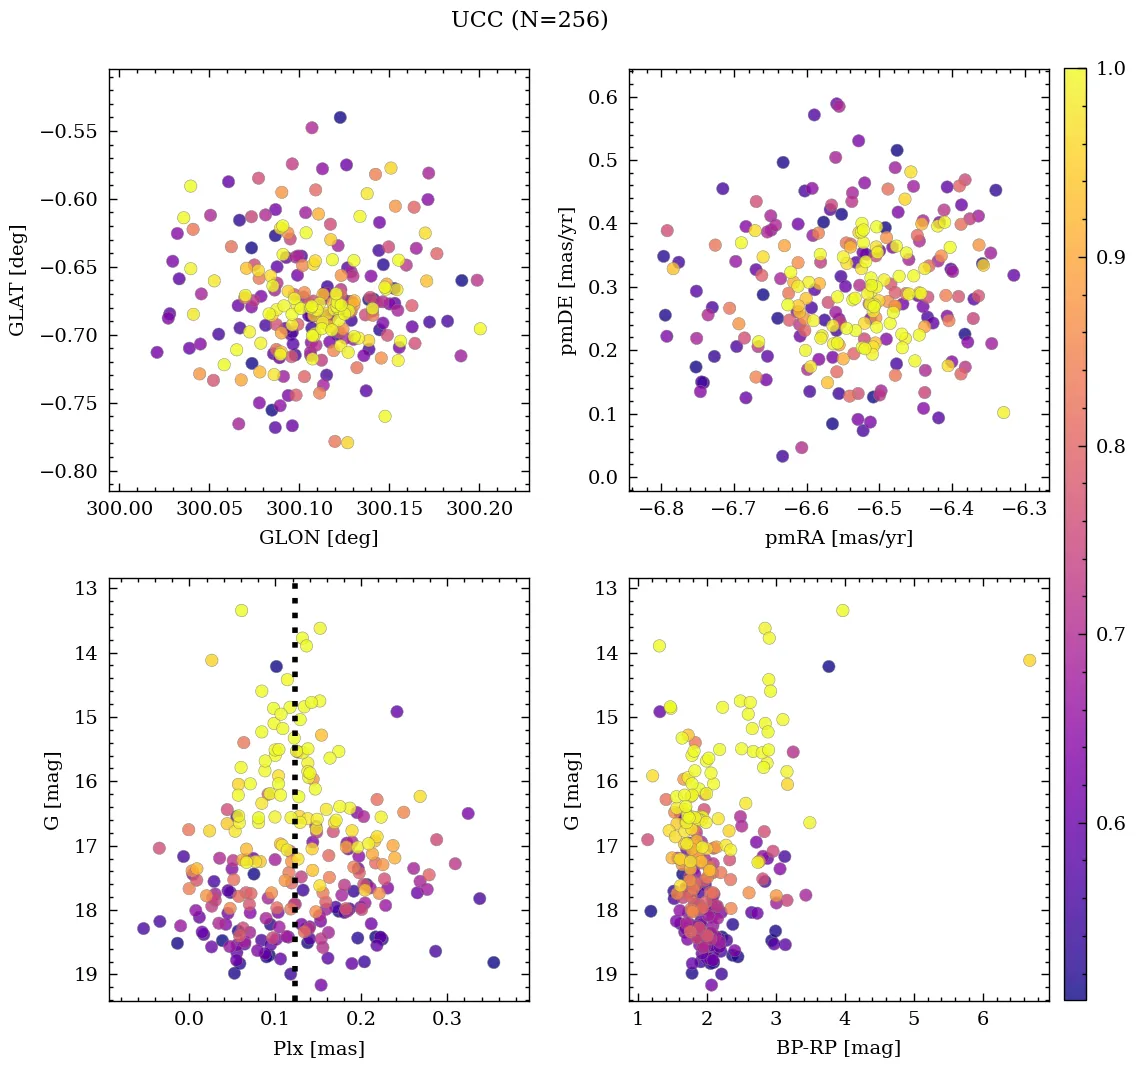 UCC (N=256)
−0.55
−0.60
−0.65
−0.70
−0.75
−0.80
GLAT [deg]
300.00 300.05 300.10 300.15 300.20
GLON [deg]
0.6
0.5
0.4
0.3
0.2
0.1
0.0
pmDE [mas/yr]
−6.8 −6.7 −6.6 −6.5 −6.4 −6.3
pmRA [mas/yr]
13
14
15
16
17
18
19
G [mag]
0.0 0.1 0.2 0.3
Plx [mas]
13
14
15
16
17
18
19
G [mag]
1 2 3 4 5 6
BP-RP [mag]
1.0
0.9
0.8
0.7
0.6